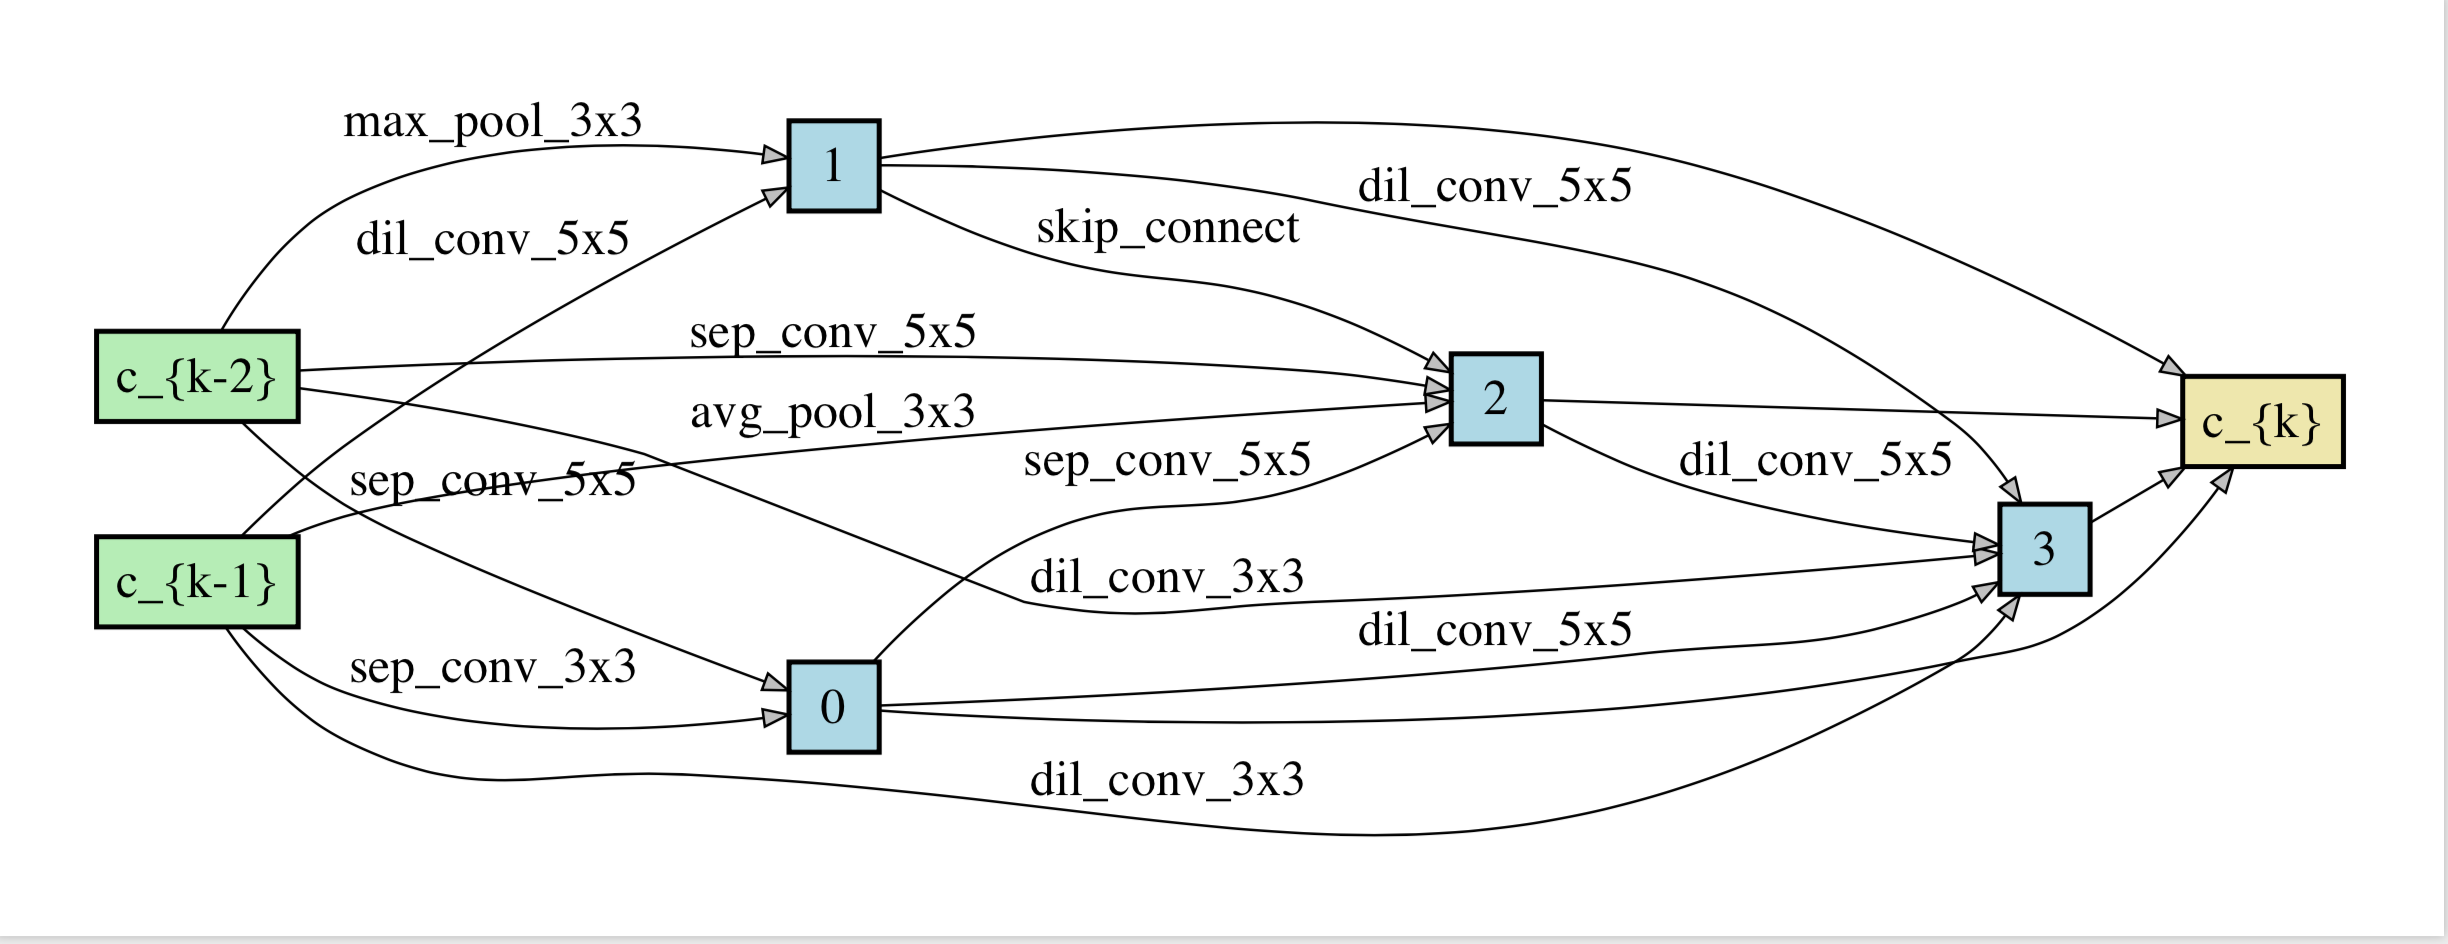 max_pool_3x3
1
dil_conv_5x5
skip_connect
dil_conv_5x5
sep_conv_5x5
c_{k-2}
avg_pool_3x3
2
c_{k}
sep_conv_5x5
sep_conv_5x5
dil_conv_5x5
3
c_{k-1}
dil_conv_3x3
dil_conv_5x5
sep_conv_3x3
0
dil_conv_3x3